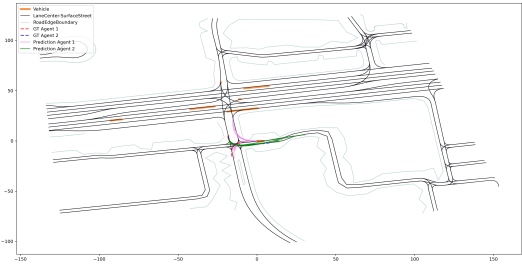 Vehicle
LaneCenter-SurfaceStreet
RoadEdgeBoundary
GT Agent 1
GT Agent 2
Prediction Agent 1
Prediction Agent 2
100
50
0
−50
−100
−150
−100
−50
0
50
100
150